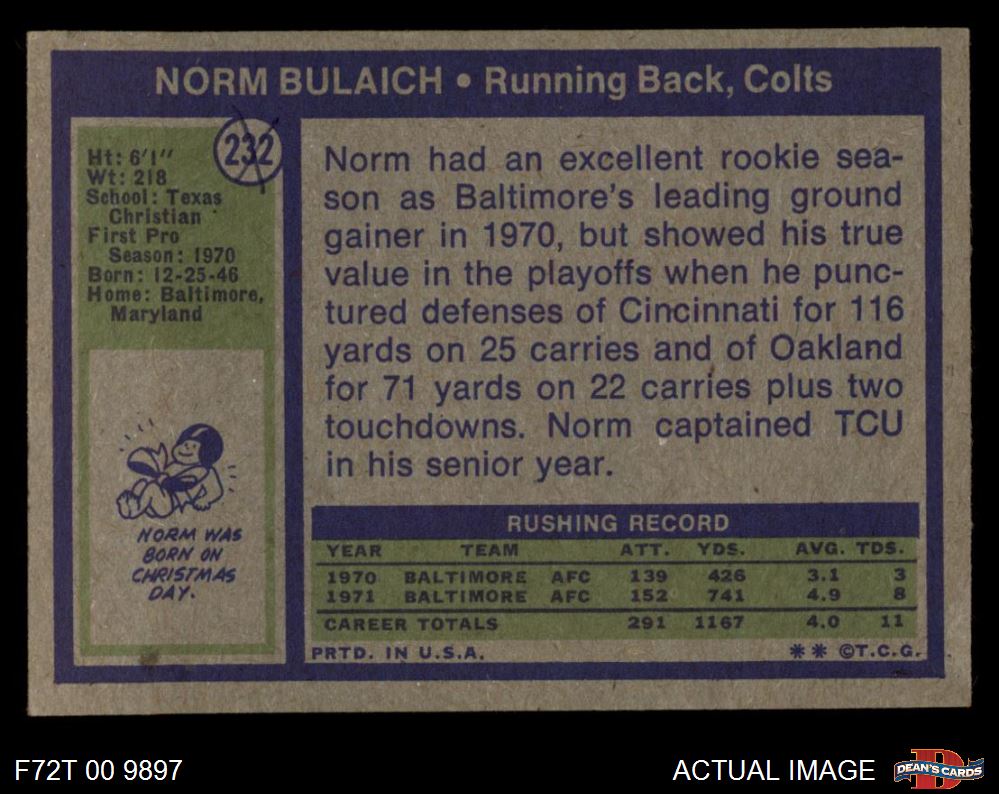 NORM BULAICH • Running Back, Colts
232
Ht: 6'1"
Wt: 218
School: Texas
Christian
First Pro
Season: 1970
Born: 12-25-46
Home: Baltimore,
Maryland
NORM WAS
BORN ON
CHRISTMAS
DAY.
Norm had an excellent rookie sea-
son as Baltimore's leading ground
gainer in 1970, but showed his true
value in the playoffs when he punc-
tured defenses of Cincinnati for 116
yards on 25 carries and of Oakland
for 71 yards on 22 carries plus two
touchdowns. Norm captained TCU
in his senior year.
RUSHING RECORD
YEAR TEAM ATT. YDS. AVG. TDS.
1970 BALTIMORE AFC 139 426 3.1 3
1971 BALTIMORE AFC 152 741 4.9 8
CAREER TOTALS 291 1167 4.0 11
PRTD. IN U.S.A. ** ©T.C.G.
F72T 00 9897 ACTUAL IMAGE DEAN'S CARDS